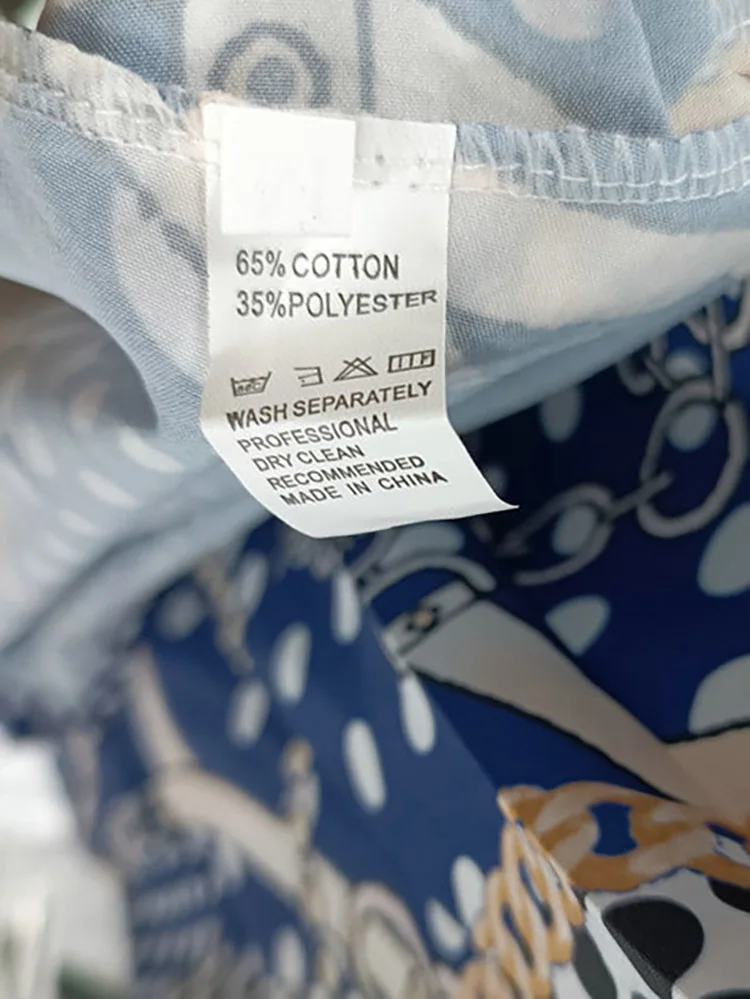 65% COTTON
35%POLYESTER
WASH SEPARATELY
PROFESSIONAL
DRY CLEAN
RECOMMENDED
MADE IN CHINA